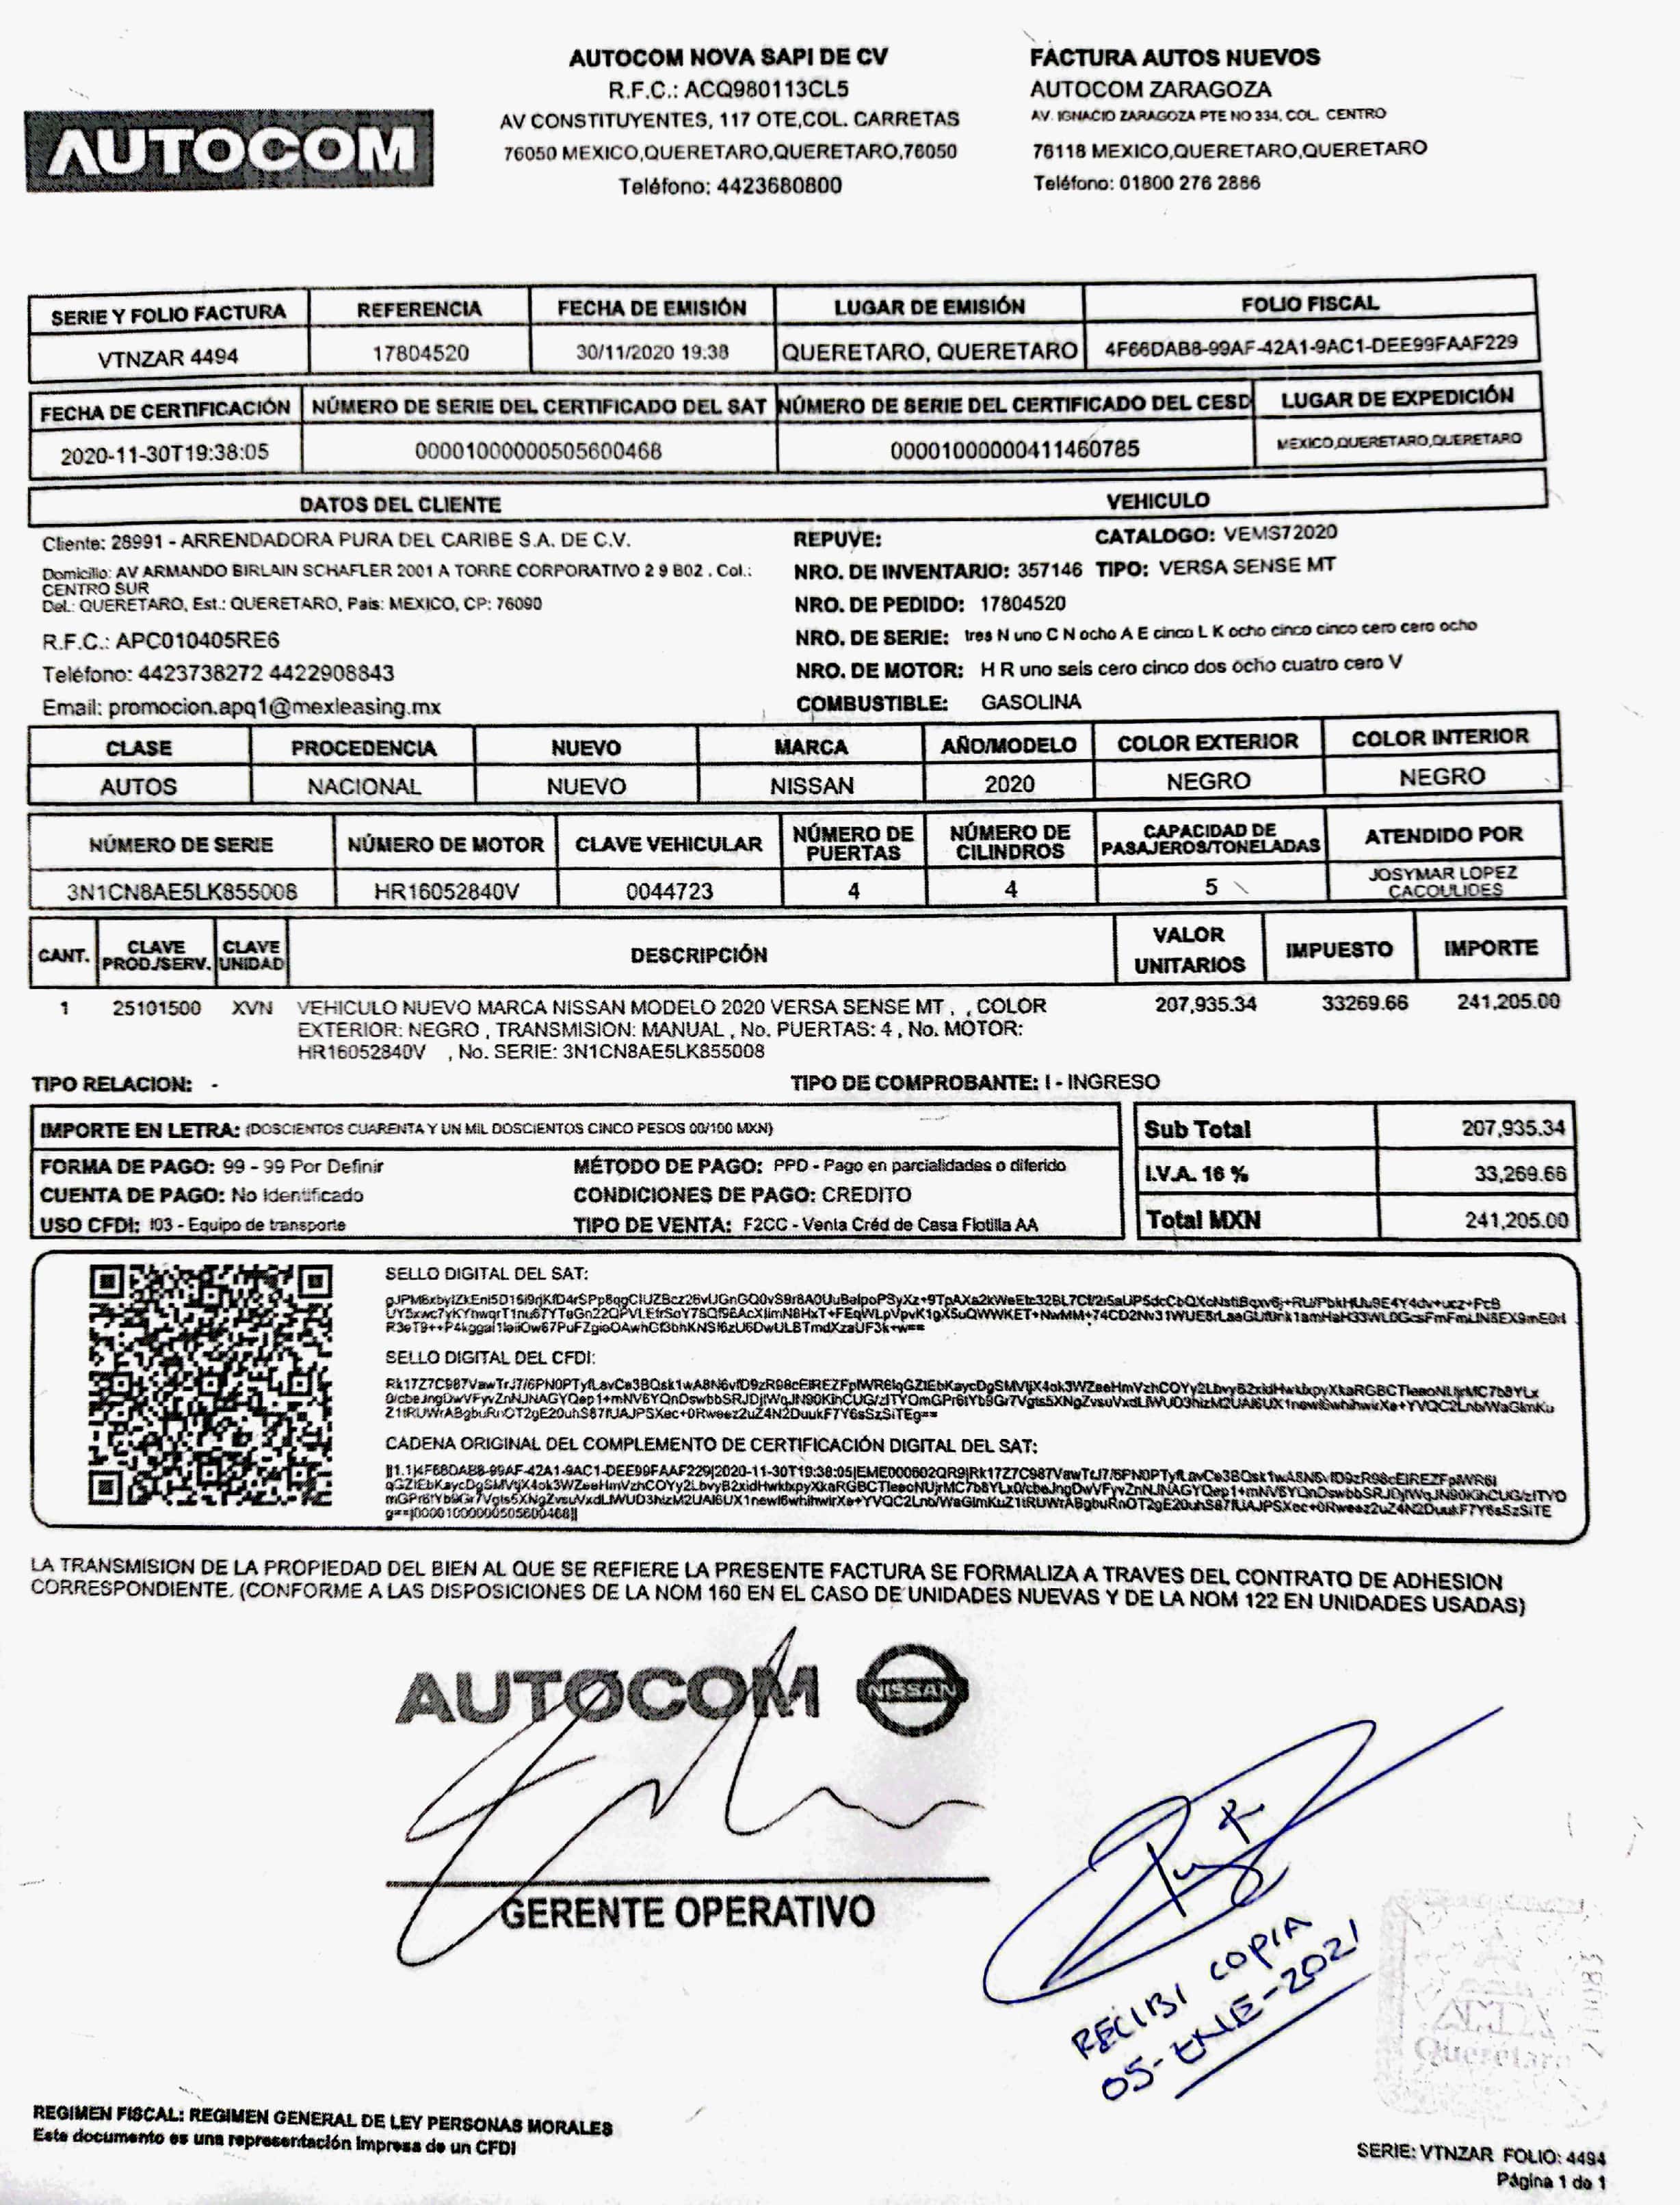 AUTOCOM
AUTOCOM NOVA SAPI DE CV
R.F.C.: ACQ980113CL5
AV CONSTITUYENTES, 117 OTE,COL. CARRETAS
76050 MEXICO,QUERETARO,QUERETARO,76050
Teléfono: 4423680800
FACTURA AUTOS NUEVOS
AUTOCOM ZARAGOZA
AV. IGNACIO ZARAGOZA PTE NO 334, COL. CENTRO
76118 MEXICO,QUERETARO,QUERETARO
Teléfono: 01800 276 2886
SERIE Y FOLIO FACTURA REFERENCIA FECHA DE EMISIÓN LUGAR DE EMISIÓN FOLIO FISCAL
VTNZAR 4494 17804520 30/11/2020 19:38 QUERETARO, QUERETARO 4F66DAB8-99AF-42A1-9AC1-DEE99FAAF229
FECHA DE CERTIFICACIÓN NÚMERO DE SERIE DEL CERTIFICADO DEL SAT NÚMERO DE SERIE DEL CERTIFICADO DEL CESD LUGAR DE EXPEDICIÓN
2020-11-30T19:38:05 00001000000505600468 00001000000411460785 MEXICO,QUERETARO,QUERETARO
DATOS DEL CLIENTE VEHICULO
Cliente: 28991 - ARRENDADORA PURA DEL CARIBE S.A. DE C.V.
Domicilio: AV ARMANDO BIRLAIN SCHAFLER 2001 A TORRE CORPORATIVO 2 9 B02 . Col.:
CENTRO SUR
Del.: QUERETARO, Est.: QUERETARO, Pais: MEXICO, CP: 76090
R.F.C.: APC010405RE6
Teléfono: 4423738272 4422908843
Email: promocion.apq1@mexleasing.mx
REPUVE: CATALOGO: VEMS72020
NRO. DE INVENTARIO: 357146 TIPO: VERSA SENSE MT
NRO. DE PEDIDO: 17804520
NRO. DE SERIE: tres N uno C N ocho A E cinco L K ocho cinco cinco cero cero ocho
NRO. DE MOTOR: H R uno seis cero cinco dos ocho cuatro cero V
COMBUSTIBLE: GASOLINA
CLASE PROCEDENCIA NUEVO MARCA AÑO/MODELO COLOR EXTERIOR COLOR INTERIOR
AUTOS NACIONAL NUEVO NISSAN 2020 NEGRO NEGRO
NÚMERO DE SERIE NÚMERO DE MOTOR CLAVE VEHICULAR NÚMERO DE PUERTAS NÚMERO DE CILINDROS CAPACIDAD DE PASAJEROS/TONELADAS ATENDIDO POR
3N1CN8AE5LK855008 HR16052840V 0044723 4 4 5 JOSYMAR LOPEZ CACOULIDES
CANT. CLAVE PROD./SERV. CLAVE UNIDAD DESCRIPCIÓN VALOR UNITARIOS IMPUESTO IMPORTE
1 25101500 XVN VEHICULO NUEVO MARCA NISSAN MODELO 2020 VERSA SENSE MT , , COLOR 207,935.34 33269.66 241,205.00
EXTERIOR: NEGRO , TRANSMISION: MANUAL , No. PUERTAS: 4 , No. MOTOR:
HR16052840V , No. SERIE: 3N1CN8AE5LK855008
TIPO RELACION: - TIPO DE COMPROBANTE: I - INGRESO
IMPORTE EN LETRA: (DOSCIENTOS CUARENTA Y UN MIL DOSCIENTOS CINCO PESOS 00/100 MXN)
FORMA DE PAGO: 99 - 99 Por Definir MÉTODO DE PAGO: PPD - Pago en parcialidades o diferido
CUENTA DE PAGO: No Identificado CONDICIONES DE PAGO: CREDITO
USO CFDI: I03 - Equipo de transporte TIPO DE VENTA: F2CC - Venta Créd de Casa Flotilla AA
Sub Total 207,935.34
I.V.A. 16 % 33,269.66
Total MXN 241,205.00
SELLO DIGITAL DEL SAT:
SELLO DIGITAL DEL CFDI:
CADENA ORIGINAL DEL COMPLEMENTO DE CERTIFICACIÓN DIGITAL DEL SAT:
LA TRANSMISION DE LA PROPIEDAD DEL BIEN AL QUE SE REFIERE LA PRESENTE FACTURA SE FORMALIZA A TRAVES DEL CONTRATO DE ADHESION
CORRESPONDIENTE. (CONFORME A LAS DISPOSICIONES DE LA NOM 160 EN EL CASO DE UNIDADES NUEVAS Y DE LA NOM 122 EN UNIDADES USADAS)
AUTOCOM NISSAN
GERENTE OPERATIVO
RECIBI COPIA
05-ENE-2021
Querétaro
REGIMEN FISCAL: REGIMEN GENERAL DE LEY PERSONAS MORALES
Este documento es una representación impresa de un CFDI
SERIE: VTNZAR FOLIO: 4494
Página 1 de 1